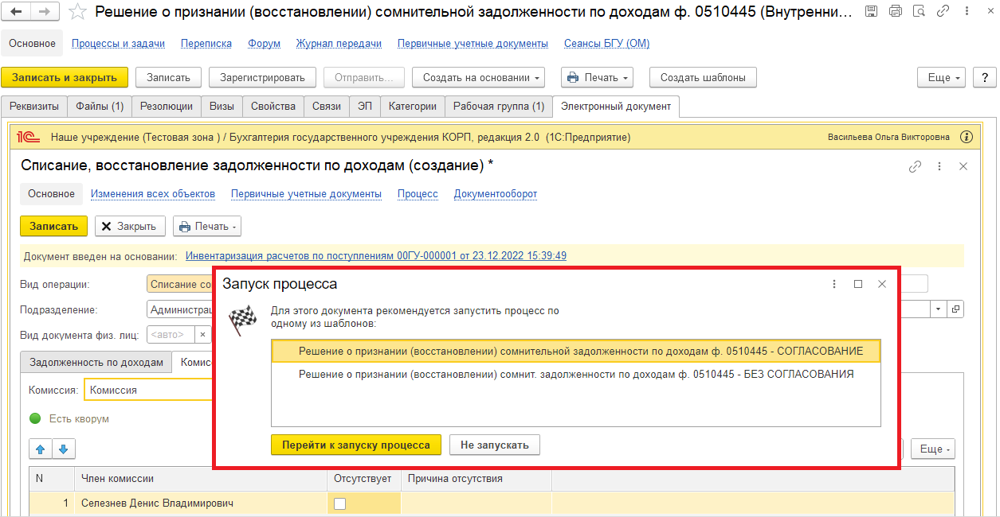 Решение о признании (восстановлении) сомнительной задолженности по доходам ф. 0510445 (Внутренни...
Основное Процессы и задачи Переписка Форум Журнал передачи Первичные учетные документы Сеансы БГУ (ОМ)
Записать и закрыть Записать Зарегистрировать Отправить... Создать на основании Печать Создать шаблоны Еще ?
Реквизиты Файлы (1) Резолюции Визы Свойства Связи ЭП Категории Рабочая группа (1) Электронный документ
1С Наше учреждение (Тестовая зона ) / Бухгалтерия государственного учреждения КОРП, редакция 2.0 (1С:Предприятие) Васильева Ольга Викторовна
Списание, восстановление задолженности по доходам (создание) *
Основное Изменения всех объектов Первичные учетные документы Процесс Документооборот
Записать Закрыть Печать
Документ введен на основании: Инвентаризация расчетов по поступлениям 00ГУ-000001 от 23.12.2022 15:39:49
Вид операции: Списание со
Подразделение: Администрац
Вид документа физ. лиц: <авто> ×
Задолженность по доходам Комис
Комиссия: Комиссия
Есть кворум
Запуск процесса
Для этого документа рекомендуется запустить процесс по
одному из шаблонов:
Решение о признании (восстановлении) сомнительной задолженности по доходам ф. 0510445 - СОГЛАСОВАНИЕ
Решение о признании (восстановлении) сомнит. задолженности по доходам ф. 0510445 - БЕЗ СОГЛАСОВАНИЯ
Перейти к запуску процесса Не запускать
Еще
N Член комиссии Отсутствует Причина отсутствия
1 Селезнев Денис Владимирович